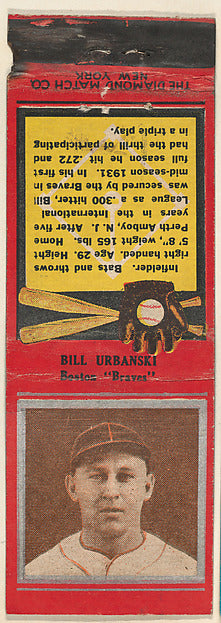 THE DIAMOND MATCH CO.
NEW YORK
Infielder. Bats and throws
right handed. Age 29. Height
5' 8", weight 165 lbs. Home
Perth Amboy, N. J. After five
years in the International
League as a .300 hitter, Bill
was secured by the Braves in
mid-season, 1931. In his first
full season he hit .272 and
had the thrill of participating
in a triple play.
BILL URBANSKI
Boston "Braves"